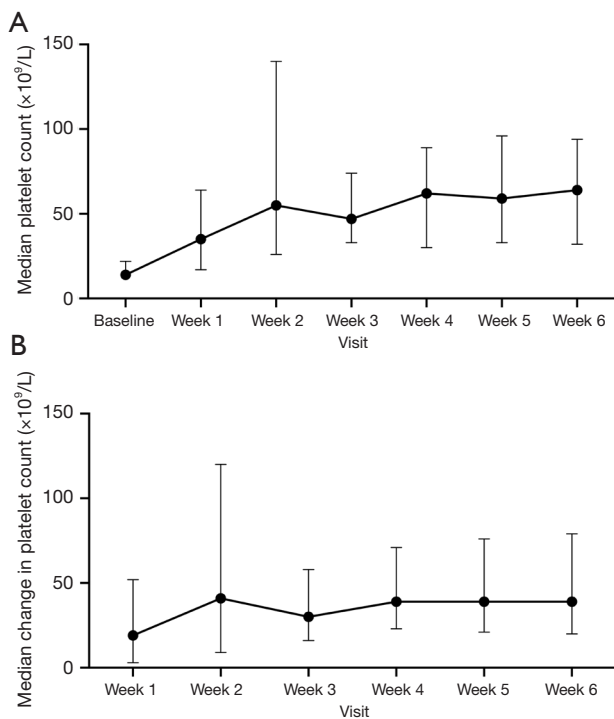 A
Median platelet count (×10⁹/L)
150
100
50
0
Baseline Week 1 Week 2 Week 3 Week 4 Week 5 Week 6
Visit
B
Median change in platelet count (×10⁹/L)
150
100
50
0
Week 1 Week 2 Week 3 Week 4 Week 5 Week 6
Visit